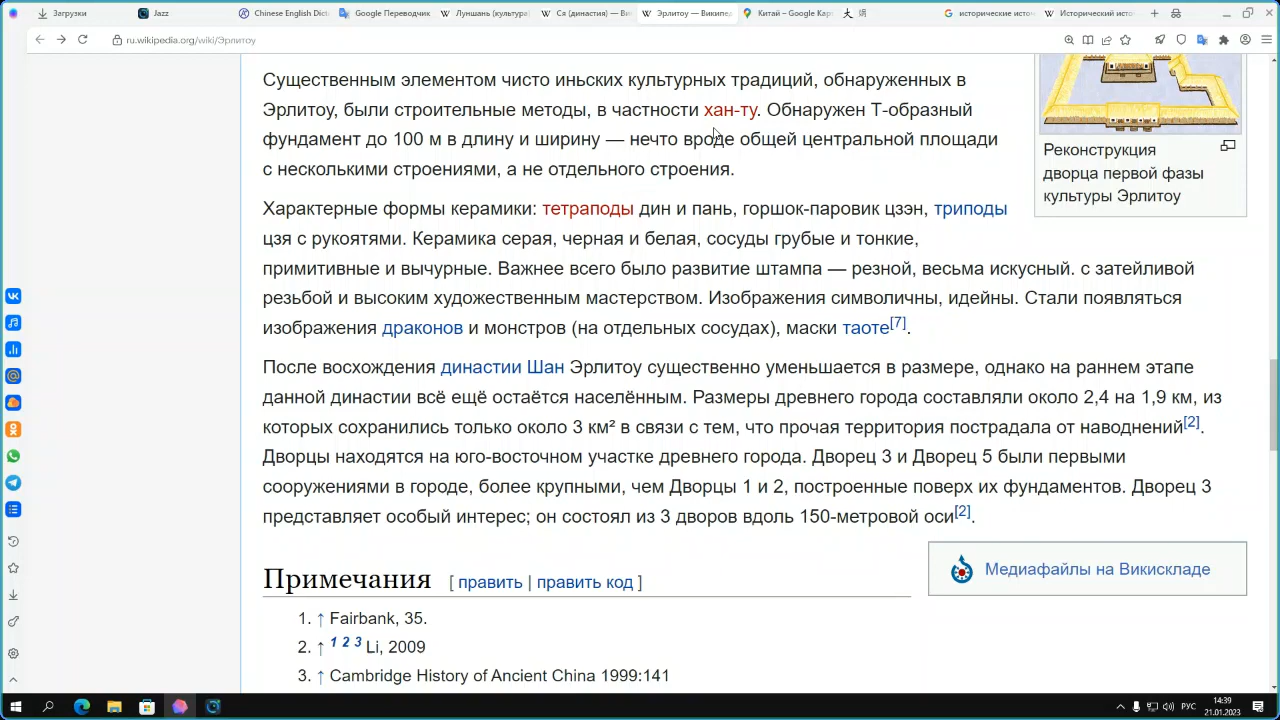 Загрузки
Jazz
Chinese English Dict
Google Переводчик
Луншань (культура)
Ся (династия) — Ви
Эрлитоу — Википед
Китай – Google Кар
исторические источ
Исторический источ
ru.wikipedia.org/wiki/Эрлитоу
Существенным элементом чисто иньских культурных традиций, обнаруженных в
Эрлитоу, были строительные методы, в частности хан-ту. Обнаружен Т-образный
фундамент до 100 м в длину и ширину — нечто вроде общей центральной площади
с несколькими строениями, а не отдельного строения.
Реконструкция
дворца первой фазы
культуры Эрлитоу
Характерные формы керамики: тетраподы дин и пань, горшок-паровик цзэн, триподы
цзя с рукоятями. Керамика серая, черная и белая, сосуды грубые и тонкие,
примитивные и вычурные. Важнее всего было развитие штампа — резной, весьма искусный. с затейливой
резьбой и высоким художественным мастерством. Изображения символичны, идейны. Стали появляться
изображения драконов и монстров (на отдельных сосудах), маски таоте[7].
После восхождения династии Шан Эрлитоу существенно уменьшается в размере, однако на раннем этапе
данной династии всё ещё остаётся населённым. Размеры древнего города составляли около 2,4 на 1,9 км, из
которых сохранились только около 3 км² в связи с тем, что прочая территория пострадала от наводнений[2].
Дворцы находятся на юго-восточном участке древнего города. Дворец 3 и Дворец 5 были первыми
сооружениями в городе, более крупными, чем Дворцы 1 и 2, построенные поверх их фундаментов. Дворец 3
представляет особый интерес; он состоял из 3 дворов вдоль 150-метровой оси[2].
Медиафайлы на Викискладе
Примечания [ править | править код ]
1. ↑ Fairbank, 35.
2. ↑ 1 2 3 Li, 2009
3. ↑ Cambridge History of Ancient China 1999:141
РУС
14:39
21.01.2023